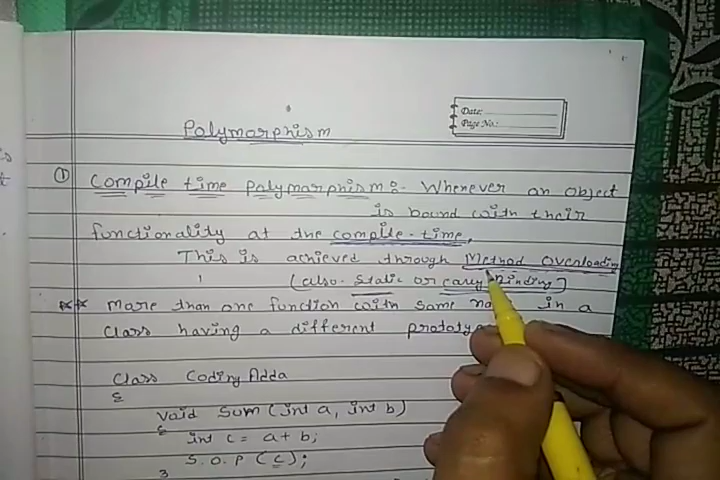 Date:
Page No.:
Polymorphism
① Compile time Polymorphism:- Whenever an object
is bound with their
functionality at the compile-time.
This is achieved through Method Overloading
(also. Static or early Binding)
** More than one function with same in a
class having a different
class Coding Adda
{
void Sum (int a, int b)
{
int c = a + b;
S.O.P (c);
}